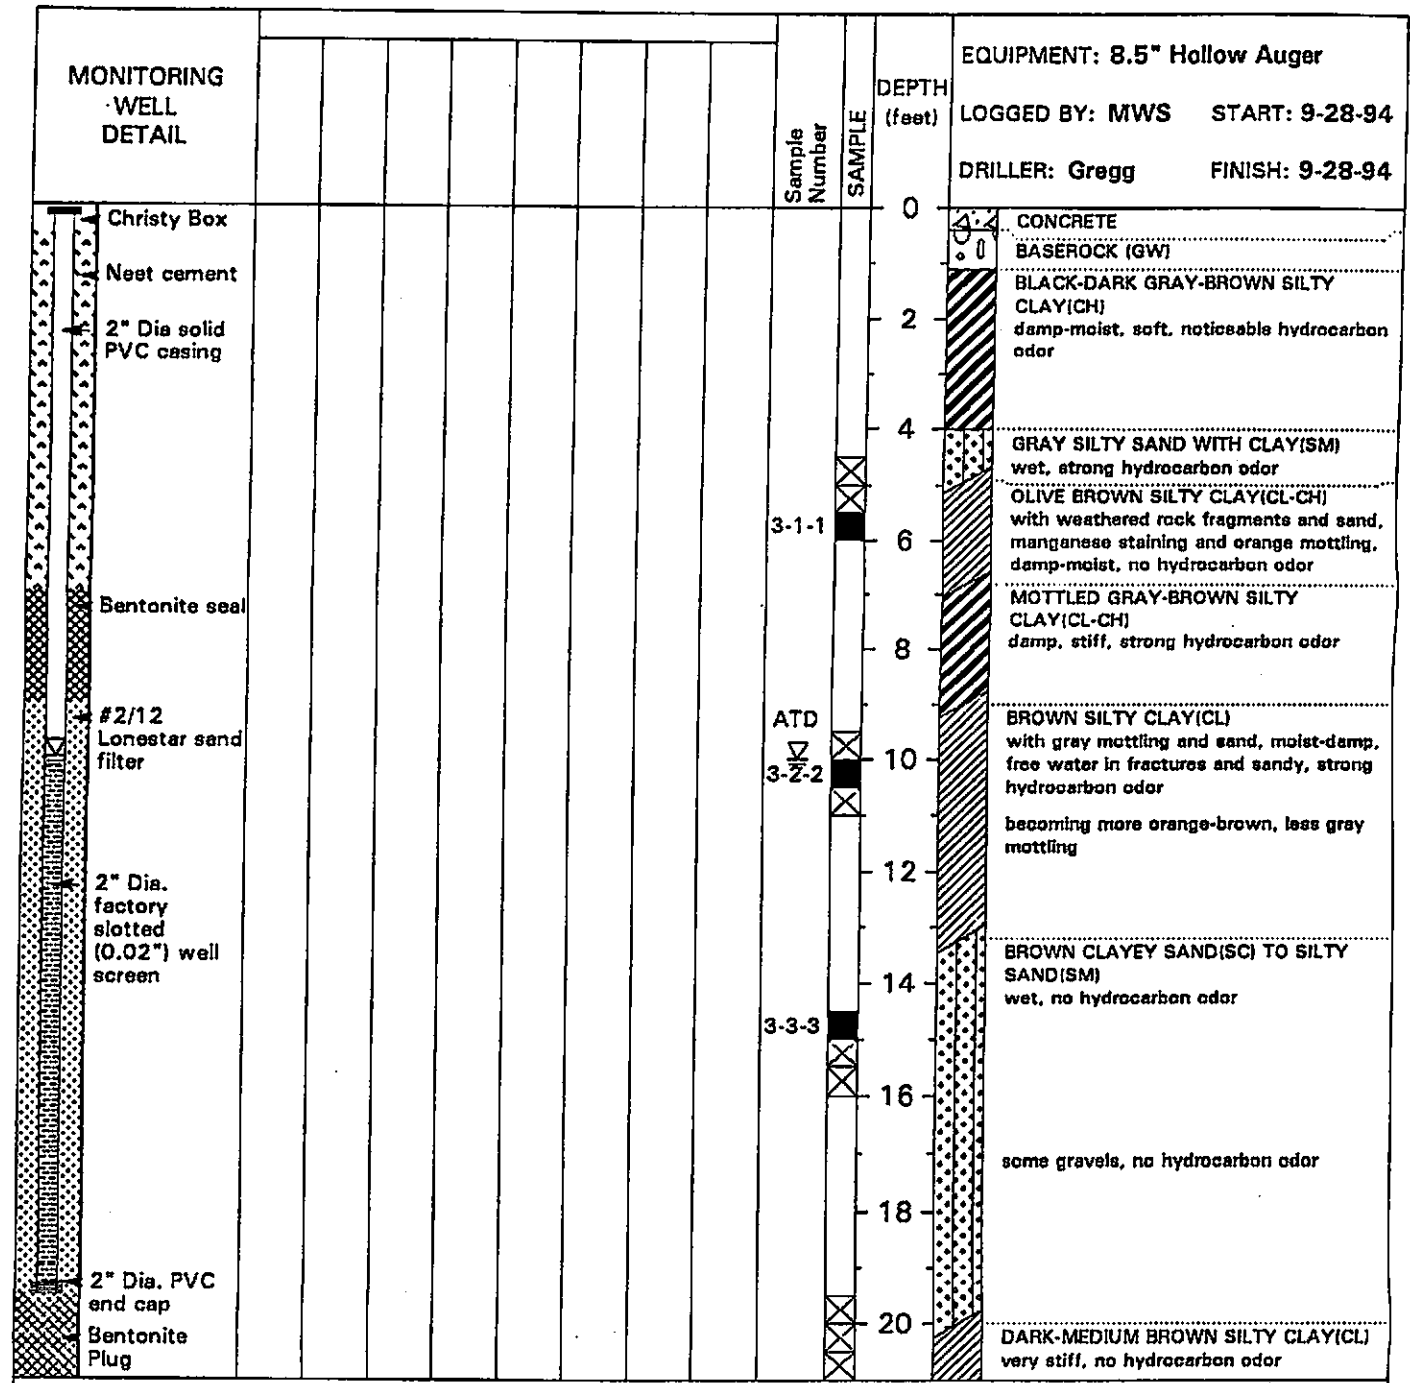 MONITORING
WELL
DETAIL
Sample
Number
SAMPLE
DEPTH
(feet)
EQUIPMENT: 8.5" Hollow Auger
LOGGED BY: MWS START: 9-28-94
DRILLER: Gregg FINISH: 9-28-94
Christy Box
Neet cement
2" Dia solid
PVC casing
Bentonite seal
#2/12
Lonestar sand
filter
2" Dia.
factory
slotted
(0.02") well
screen
2" Dia. PVC
end cap
Bentonite
Plug
3-1-1
ATD
3-2-2
3-3-3
0
2
4
6
8
10
12
14
16
18
20
CONCRETE
BASEROCK (GW)
BLACK-DARK GRAY-BROWN SILTY
CLAY(CH)
damp-moist, soft, noticeable hydrocarbon
odor
GRAY SILTY SAND WITH CLAY(SM)
wet, strong hydrocarbon odor
OLIVE BROWN SILTY CLAY(CL-CH)
with weathered rock fragments and sand,
manganese staining and orange mottling,
damp-moist, no hydrocarbon odor
MOTTLED GRAY-BROWN SILTY
CLAY(CL-CH)
damp, stiff, strong hydrocarbon odor
BROWN SILTY CLAY(CL)
with gray mottling and sand, moist-damp,
free water in fractures and sandy, strong
hydrocarbon odor
becoming more orange-brown, less gray
mottling
BROWN CLAYEY SAND(SC) TO SILTY
SAND(SM)
wet, no hydrocarbon odor
some gravels, no hydrocarbon odor
DARK-MEDIUM BROWN SILTY CLAY(CL)
very stiff, no hydrocarbon odor